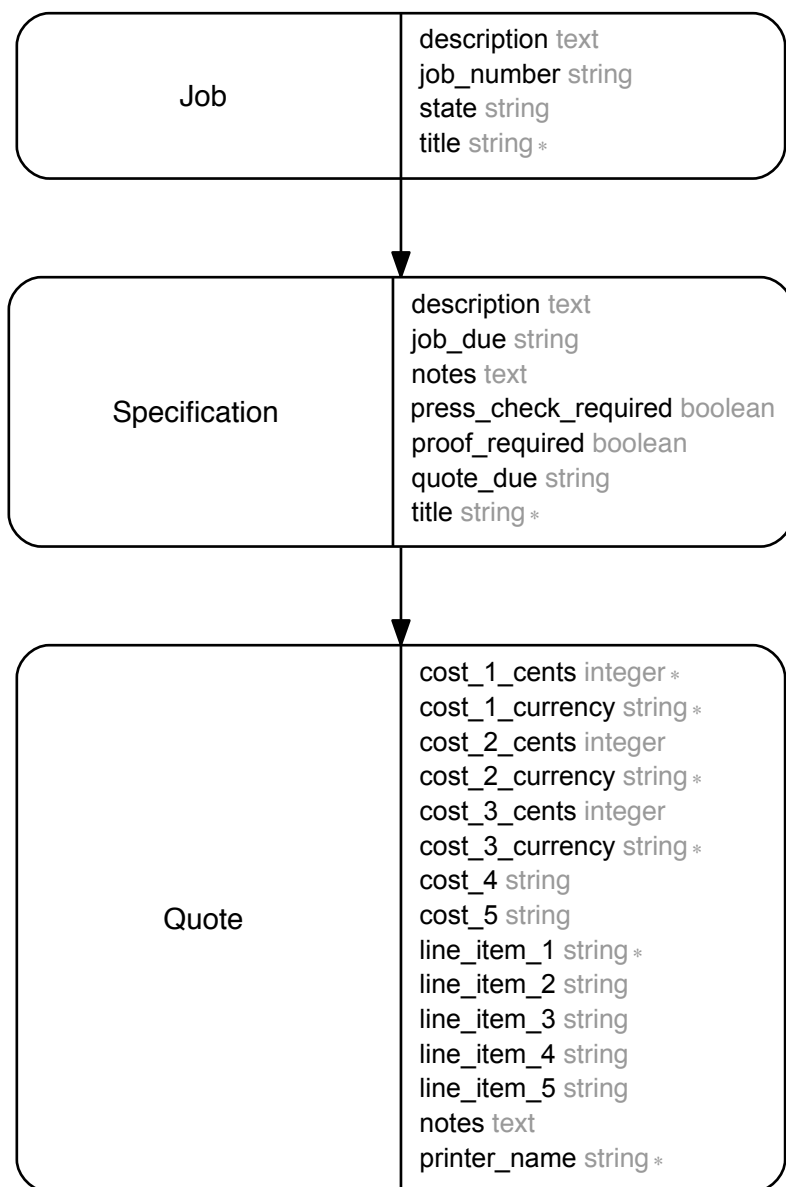 Job
description text
job_number string
state string
title string *
Specification
description text
job_due string
notes text
press_check_required boolean
proof_required boolean
quote_due string
title string *
Quote
cost_1_cents integer *
cost_1_currency string *
cost_2_cents integer
cost_2_currency string *
cost_3_cents integer
cost_3_currency string *
cost_4 string
cost_5 string
line_item_1 string *
line_item_2 string
line_item_3 string
line_item_4 string
line_item_5 string
notes text
printer_name string *